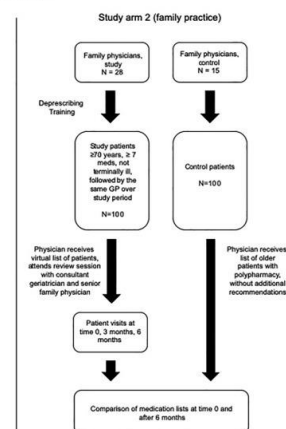 Study arm 2 (family practice)
Family physicians,
study
N = 28
Family physicians,
control
N = 15
Deprescribing
Training
Study patients
≥70 years, ≥ 7
meds, not
terminally ill,
followed by the
same GP over
study period
N=100
Control patients
N=100
Physician receives
virtual list of patients,
attends review session
with consultant
geriatrician and senior
family physician
Physician receives
list of older
patients with
polypharmacy,
without additional
recommendations
Patient visits at
time 0, 3 months, 6
months
Comparison of medication lists at time 0 and
after 6 months